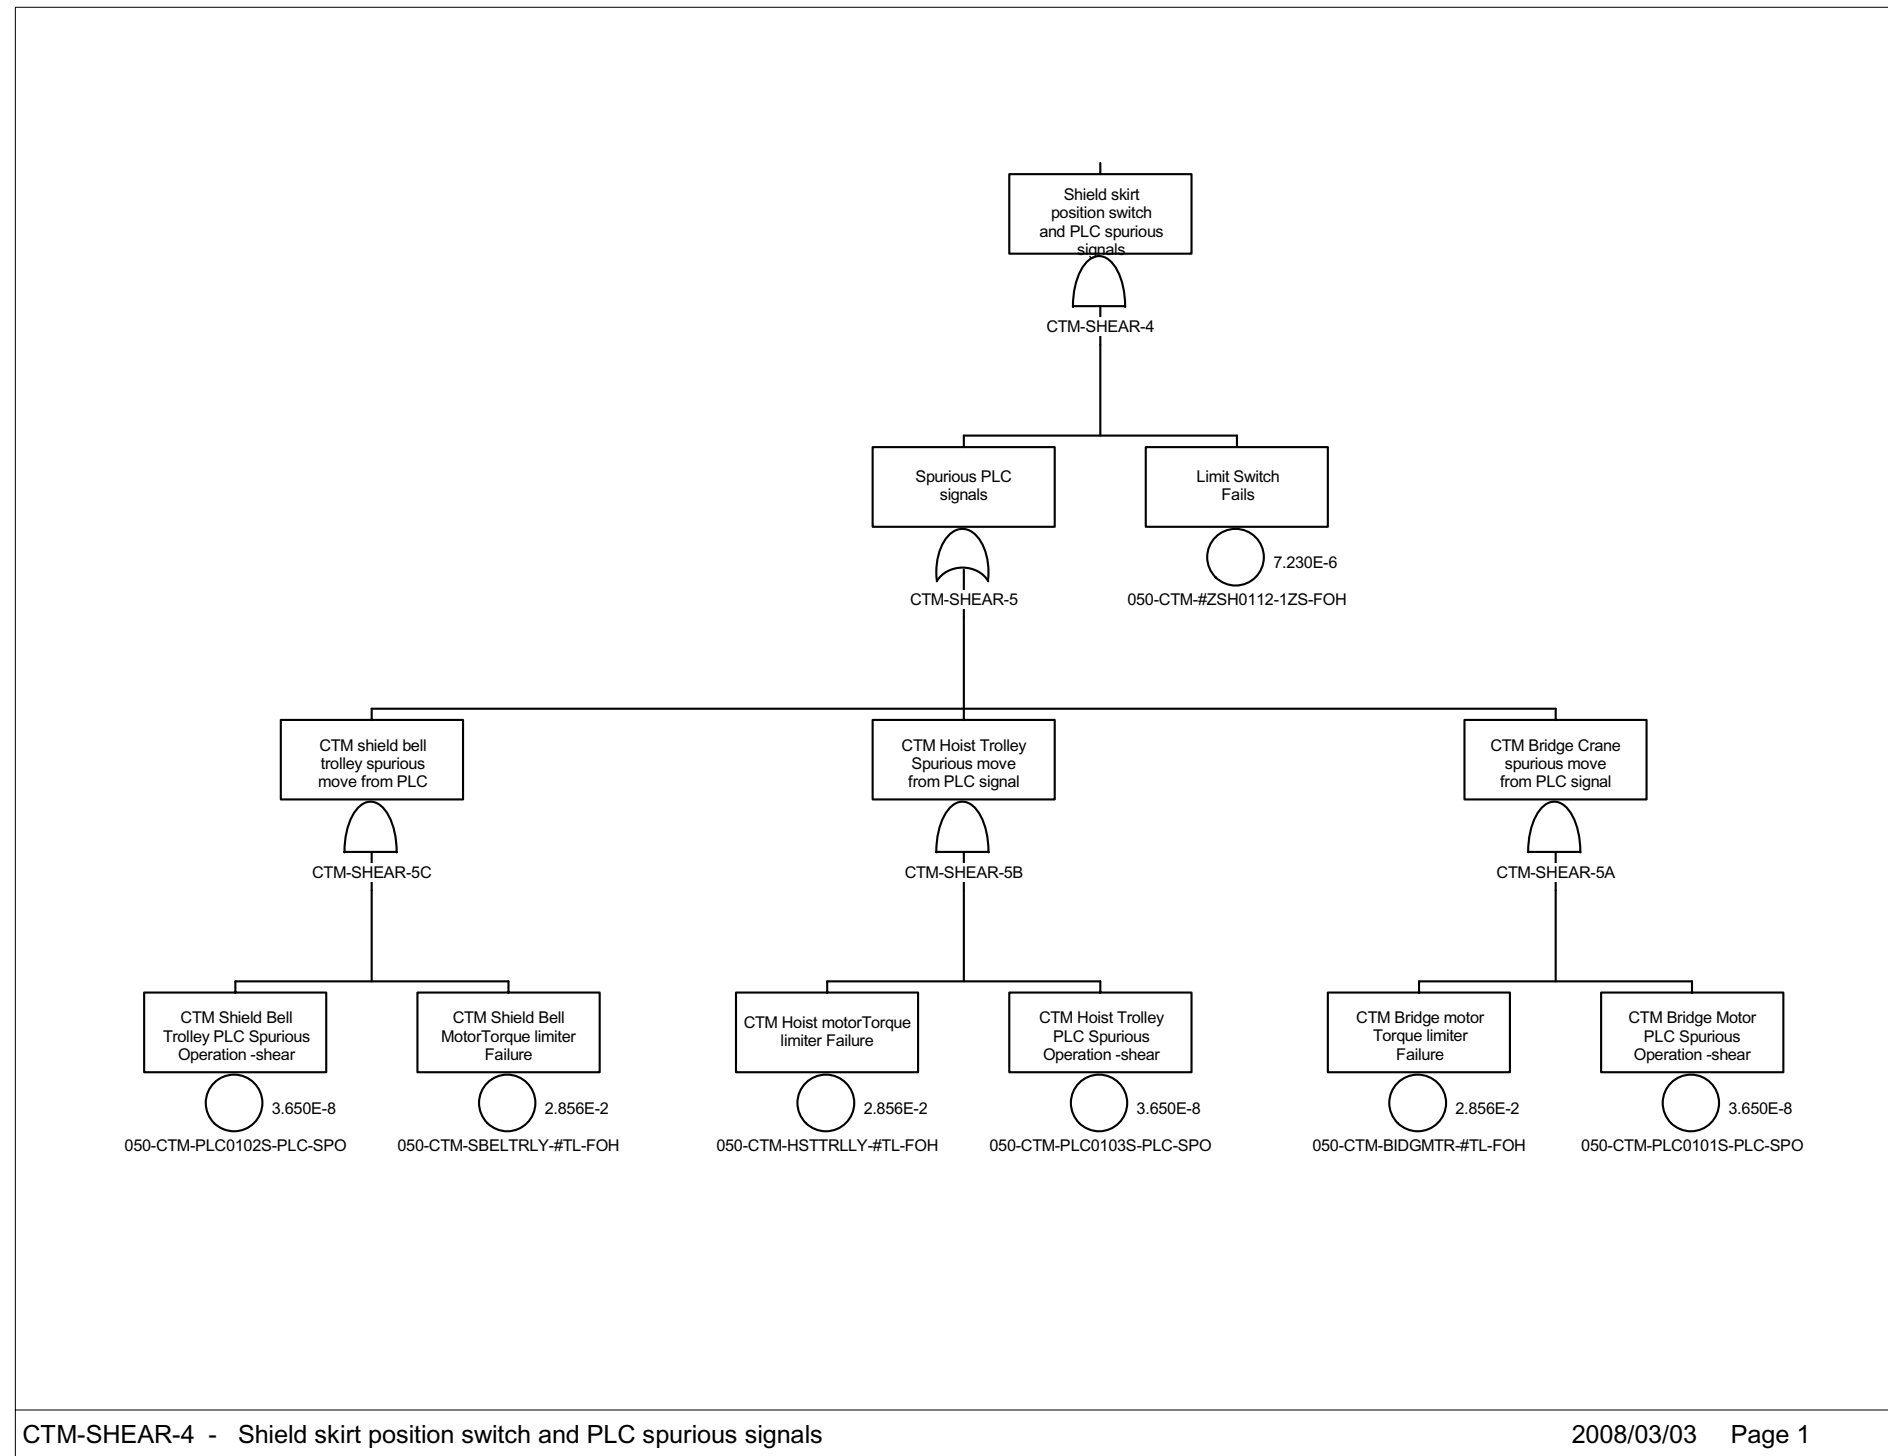 Shield skirt
position switch
and PLC spurious
signals
CTM-SHEAR-4
Spurious PLC
signals
CTM-SHEAR-5
Limit Switch
Fails
7.230E-6
050-CTM-#ZSH0112-1ZS-FOH
CTM shield bell
trolley spurious
move from PLC
CTM-SHEAR-5C
CTM Hoist Trolley
Spurious move
from PLC signal
CTM-SHEAR-5B
CTM Bridge Crane
spurious move
from PLC signal
CTM-SHEAR-5A
CTM Shield Bell
Trolley PLC Spurious
Operation -shear
3.650E-8
050-CTM-PLC0102S-PLC-SPO
CTM Shield Bell
MotorTorque limiter
Failure
2.856E-2
050-CTM-SBELTRLY-#TL-FOH
CTM Hoist motorTorque
limiter Failure
2.856E-2
050-CTM-HSTTRLLY-#TL-FOH
CTM Hoist Trolley
PLC Spurious
Operation -shear
3.650E-8
050-CTM-PLC0103S-PLC-SPO
CTM Bridge motor
Torque limiter
Failure
2.856E-2
050-CTM-BIDGMTR-#TL-FOH
CTM Bridge Motor
PLC Spurious
Operation -shear
3.650E-8
050-CTM-PLC0101S-PLC-SPO
CTM-SHEAR-4 - Shield skirt position switch and PLC spurious signals
2008/03/03 Page 1